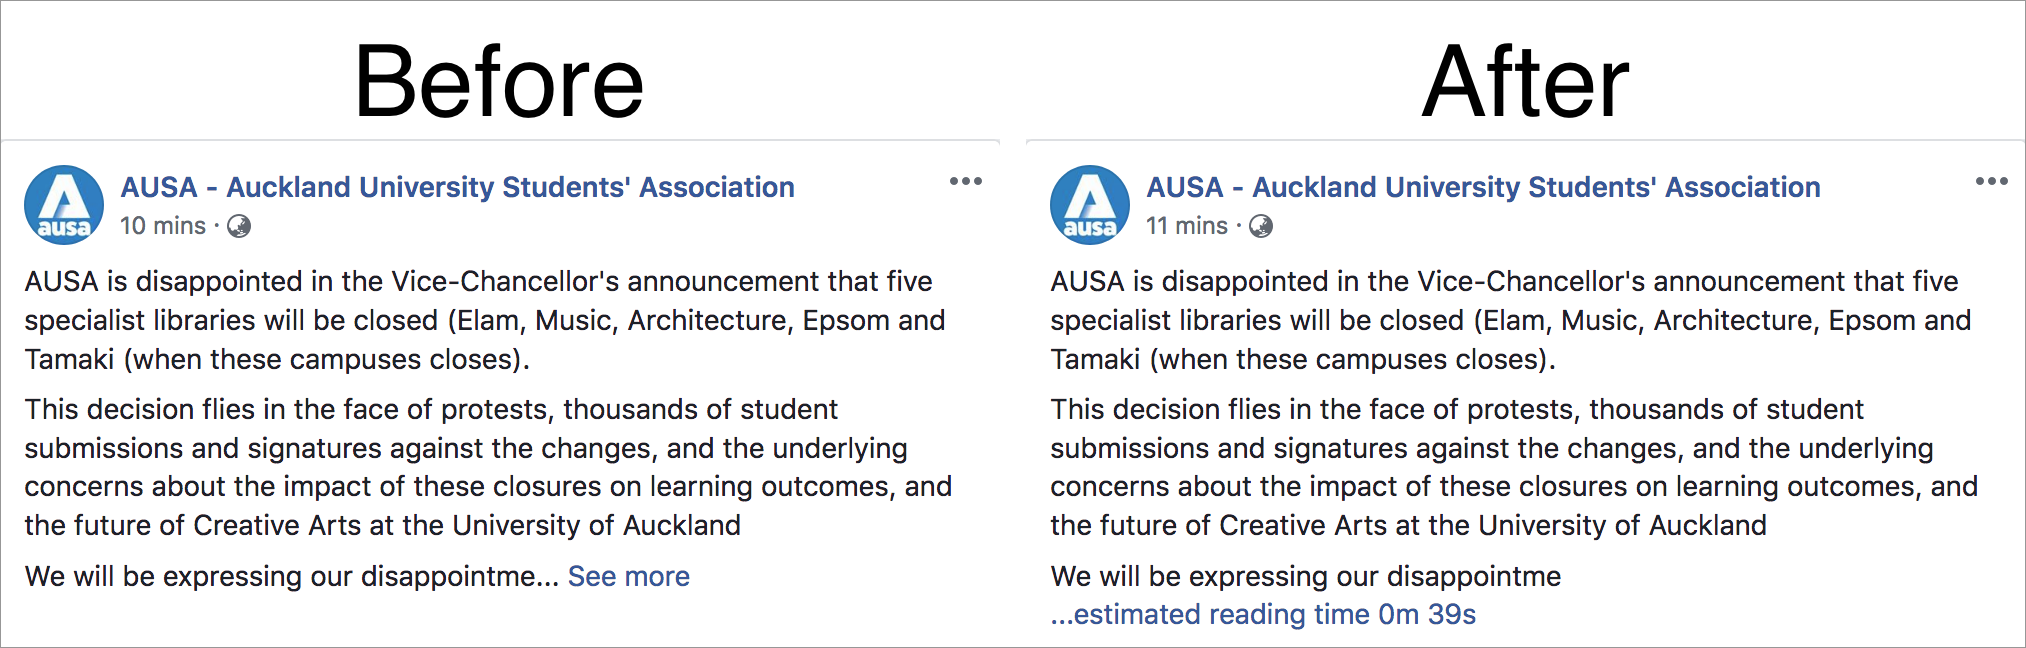 Before
AUSA - Auckland University Students' Association
10 mins ·
ausa
AUSA is disappointed in the Vice-Chancellor's announcement that five
specialist libraries will be closed (Elam, Music, Architecture, Epsom and
Tamaki (when these campuses closes).
This decision flies in the face of protests, thousands of student
submissions and signatures against the changes, and the underlying
concerns about the impact of these closures on learning outcomes, and
the future of Creative Arts at the University of Auckland
We will be expressing our disappointme... See more
After
AUSA - Auckland University Students' Association
11 mins ·
ausa
AUSA is disappointed in the Vice-Chancellor's announcement that five
specialist libraries will be closed (Elam, Music, Architecture, Epsom and
Tamaki (when these campuses closes).
This decision flies in the face of protests, thousands of student
submissions and signatures against the changes, and the underlying
concerns about the impact of these closures on learning outcomes, and
the future of Creative Arts at the University of Auckland
We will be expressing our disappointme
...estimated reading time 0m 39s